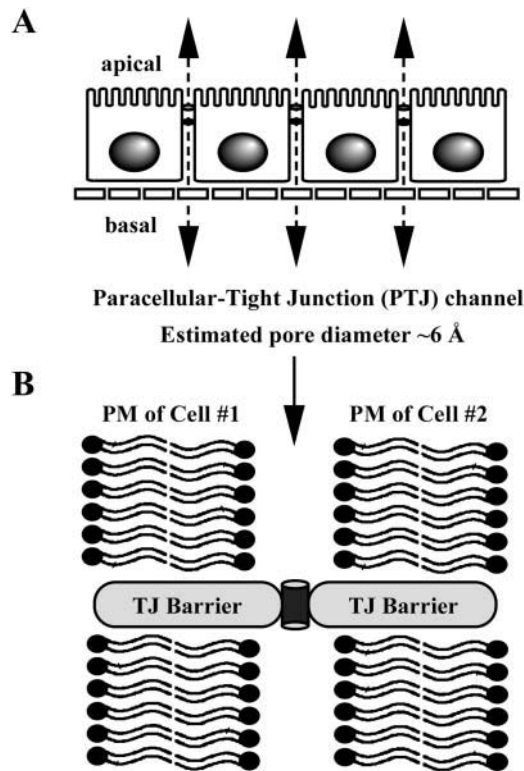 A
apical
basal
Paracellular-Tight Junction (PTJ) channel
Estimated pore diameter ~6 Å
B
PM of Cell #1 PM of Cell #2
TJ Barrier TJ Barrier